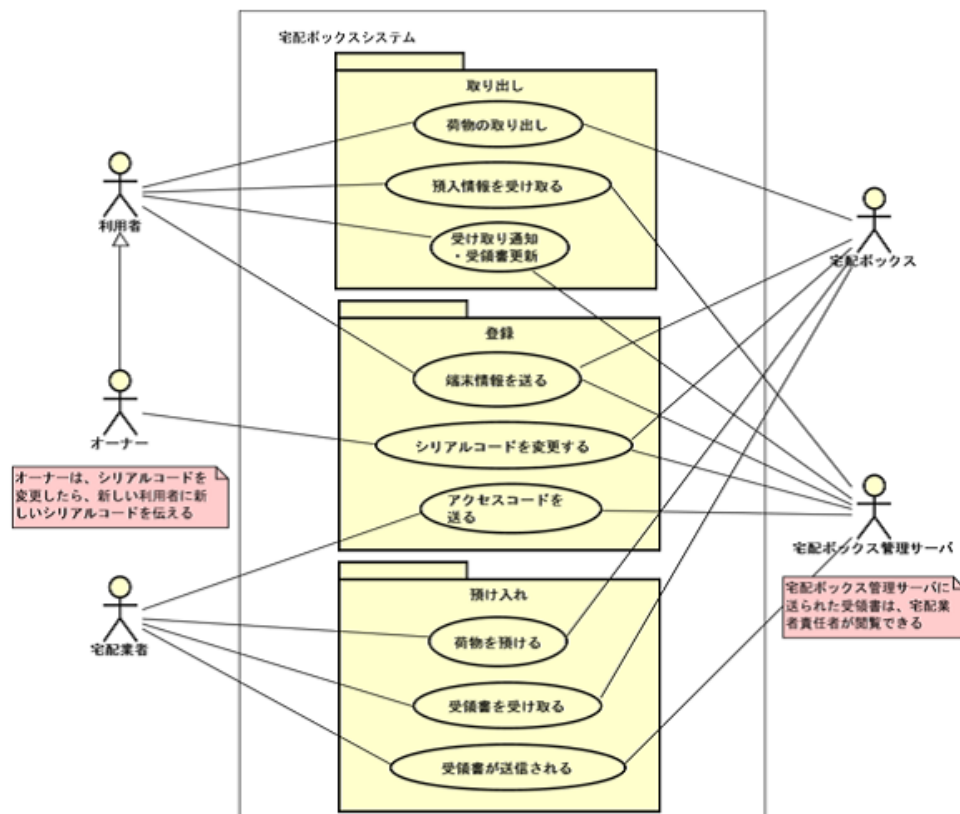 宅配ボックスシステム
取り出し
荷物の取り出し
預入情報を受け取る
受け取り通知
・受領書更新
利用者
宅配ボックス
登録
端末情報を送る
オーナー
シリアルコードを変更する
オーナーは、シリアルコードを
変更したら、新しい利用者に新
しいシリアルコードを伝える
アクセスコードを
送る
宅配ボックス管理サーバ
宅配ボックス管理サーバに
送られた受領書は、宅配業
者責任者が閲覧できる
預け入れ
荷物を預ける
宅配業者
受領書を受け取る
受領書が送信される